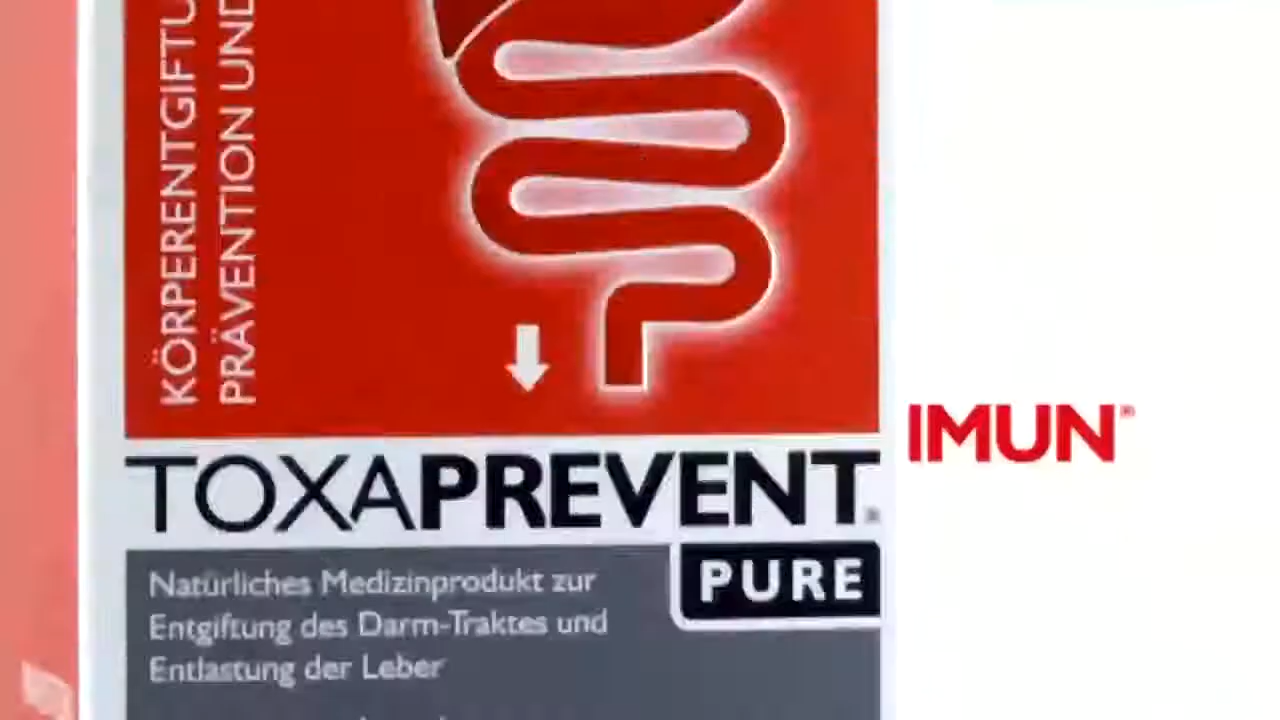 KÖRPERENTGIFTU
PRÄVENTION UND
TOXAPREVENT
PURE
IMUN®
Natürliches Medizinprodukt zur
Entgiftung des Darm-Traktes und
Entlastung der Leber